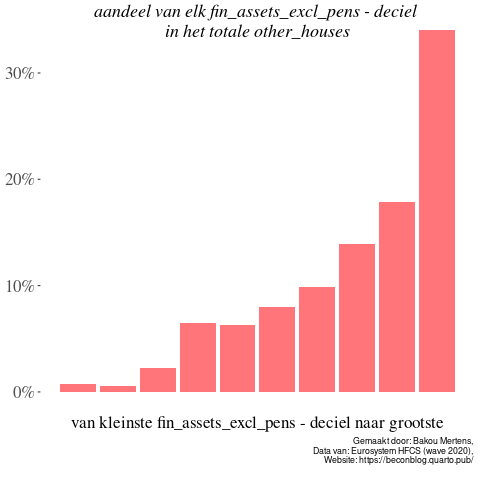 aandeel van elk fin_assets_excl_pens - deciel
in het totale other_houses
30%
20%
10%
0%
van kleinste fin_assets_excl_pens - deciel naar grootste
Gemaakt door: Bakou Mertens,
Data van: Eurosystem HFCS (wave 2020),
Website: https://beconblog.quarto.pub/